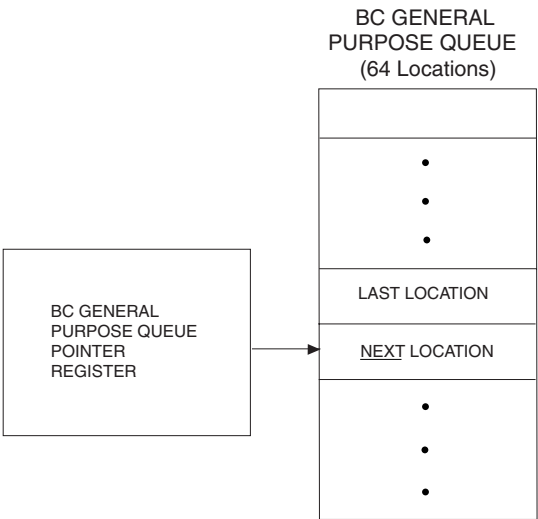 BC GENERAL
PURPOSE QUEUE
(64 Locations)
LAST LOCATION
BC GENERAL
PURPOSE QUEUE
POINTER
REGISTER
NEXT LOCATION